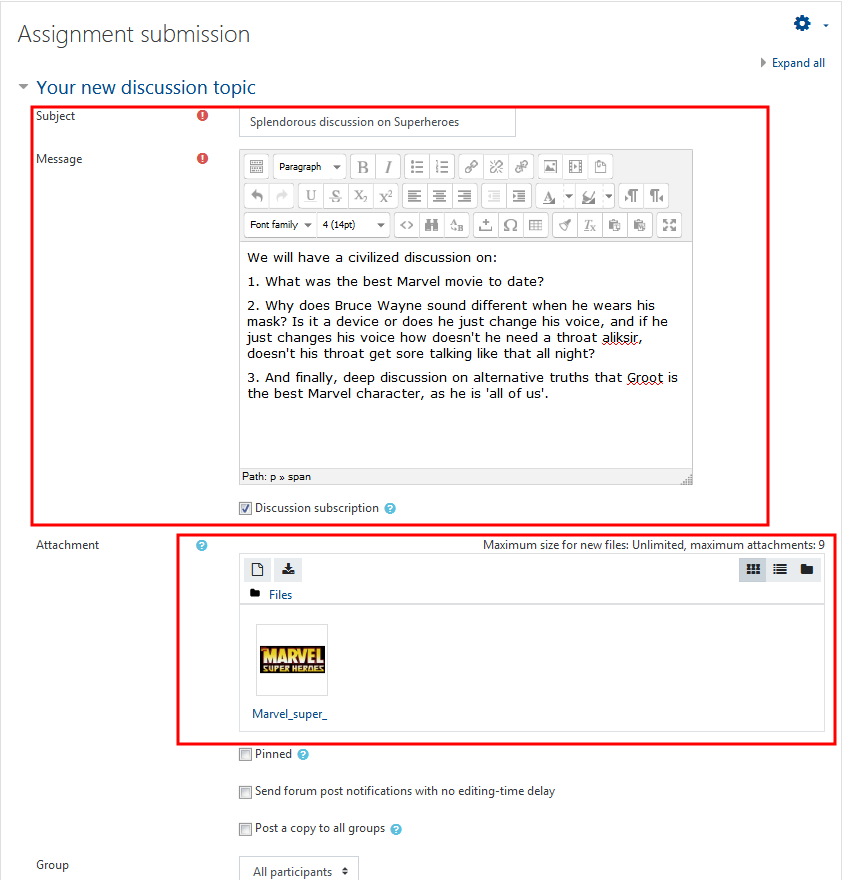 Assignment submission
Expand all
Your new discussion topic
Subject
Splendorous discussion on Superheroes
Message
Paragraph B I
U S X₂ X²
A
Font family 4 (14pt)
Ω Tx
We will have a civilized discussion on:
1. What was the best Marvel movie to date?
2. Why does Bruce Wayne sound different when he wears his
mask? Is it a device or does he just change his voice, and if he
just changes his voice how doesn't he need a throat aliksir,
doesn't his throat get sore talking like that all night?
3. And finally, deep discussion on alternative truths that Groot is
the best Marvel character, as he is 'all of us'.
Path: p » span
Discussion subscription
Attachment
Maximum size for new files: Unlimited, maximum attachments: 9
Files
MARVEL
SUPER HEROES
Marvel_super_
Pinned
Send forum post notifications with no editing-time delay
Post a copy to all groups
Group
All participants